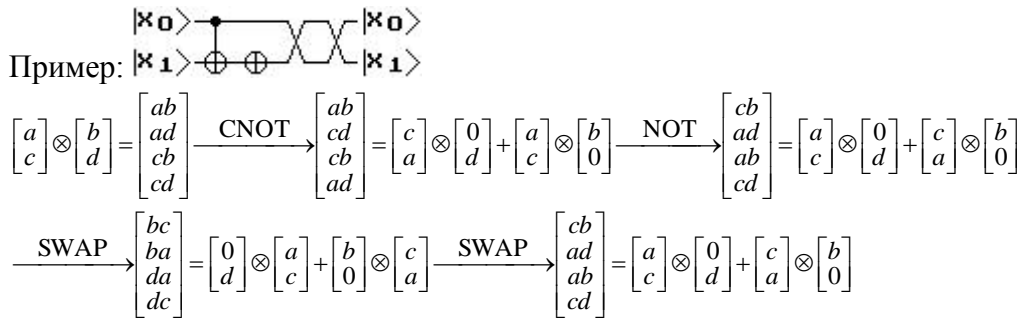 |x0⟩ |x0⟩
Пример: |x1⟩ |x1⟩
[a c] ⊗ [b d] = [ab ad cb cd] CNOT → [ab cd cb ad] = [c a] ⊗ [0 d] + [a c] ⊗ [b 0] NOT → [cb ad ab cd] = [a c] ⊗ [0 d] + [c a] ⊗ [b 0]
SWAP → [bc ba da dc] = [0 d] ⊗ [a c] + [b 0] ⊗ [c a] SWAP → [cb ad ab cd] = [a c] ⊗ [0 d] + [c a] ⊗ [b 0]